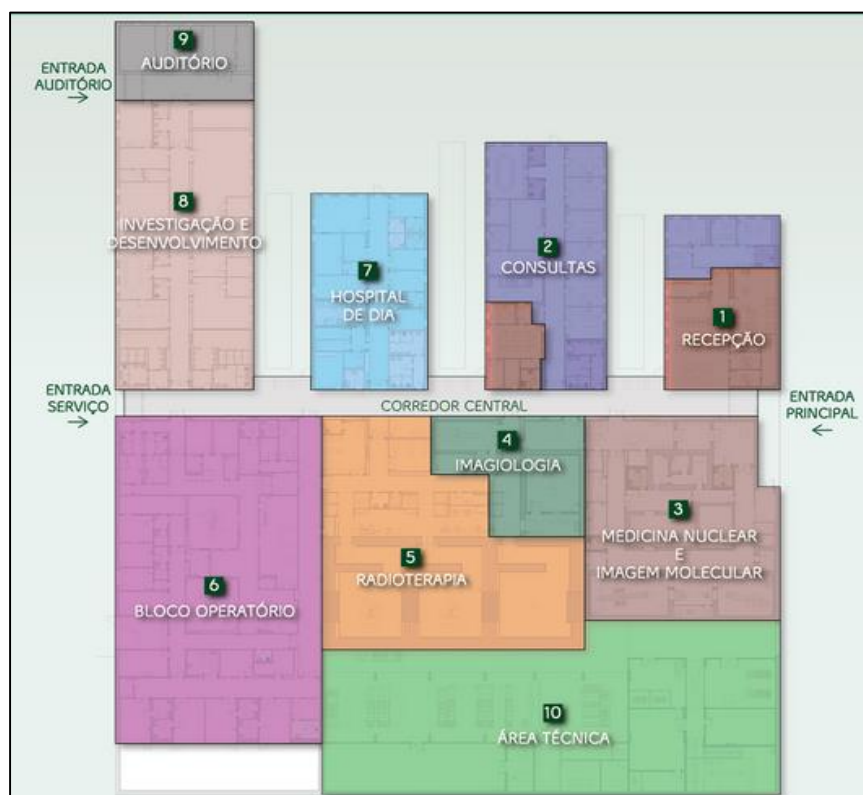 9
AUDITÓRIO
ENTRADA
AUDITÓRIO
8
INVESTIGAÇÃO E
DESENVOLVIMENTO
7
HOSPITAL
DE DIA
2
CONSULTAS
1
RECEPÇÃO
ENTRADA
SERVIÇO
CORREDOR CENTRAL
ENTRADA
PRINCIPAL
4
IMAGIOLOGIA
3
MEDICINA NUCLEAR
E
IMAGEM MOLECULAR
5
RADIOTERAPIA
6
BLOCO OPERATÓRIO
10
ÁREA TÉCNICA